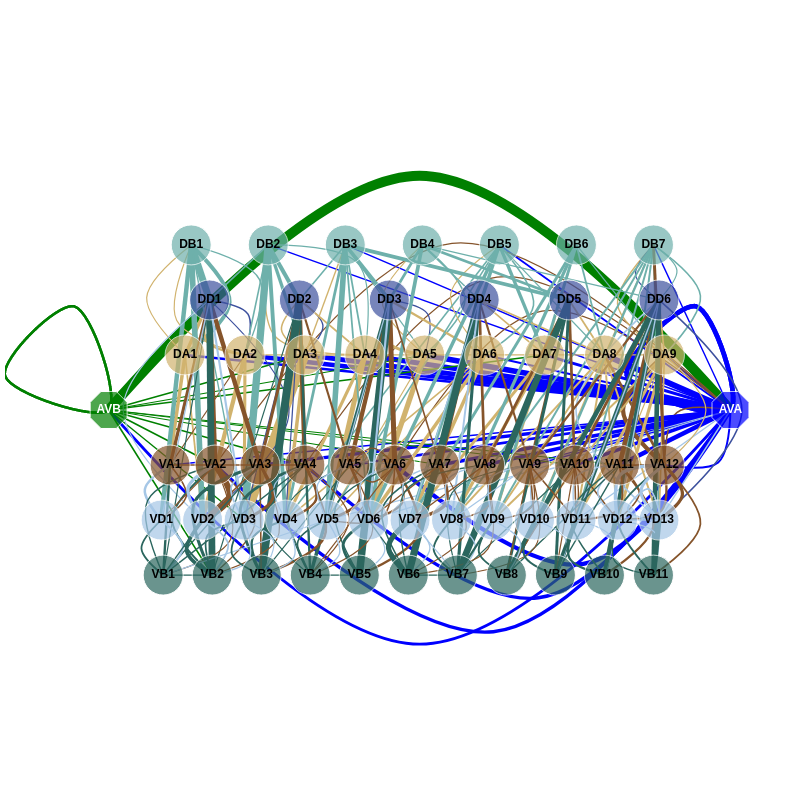 DB1 DB2 DB3 DB4 DB5 DB6 DB7
DD1 DD2 DD3 DD4 DD5 DD6
DA1 DA2 DA3 DA4 DA5 DA6 DA7 DA8 DA9
AVB AVA
VA1 VA2 VA3 VA4 VA5 VA6 VA7 VA8 VA9 VA10 VA11 VA12
VD1 VD2 VD3 VD4 VD5 VD6 VD7 VD8 VD9 VD10 VD11 VD12 VD13
VB1 VB2 VB3 VB4 VB5 VB6 VB7 VB8 VB9 VB10 VB11